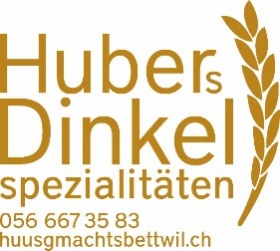 Hubers
Dinkel
spezialitäten
056 667 35 83
huusgmachtsbettwil.ch